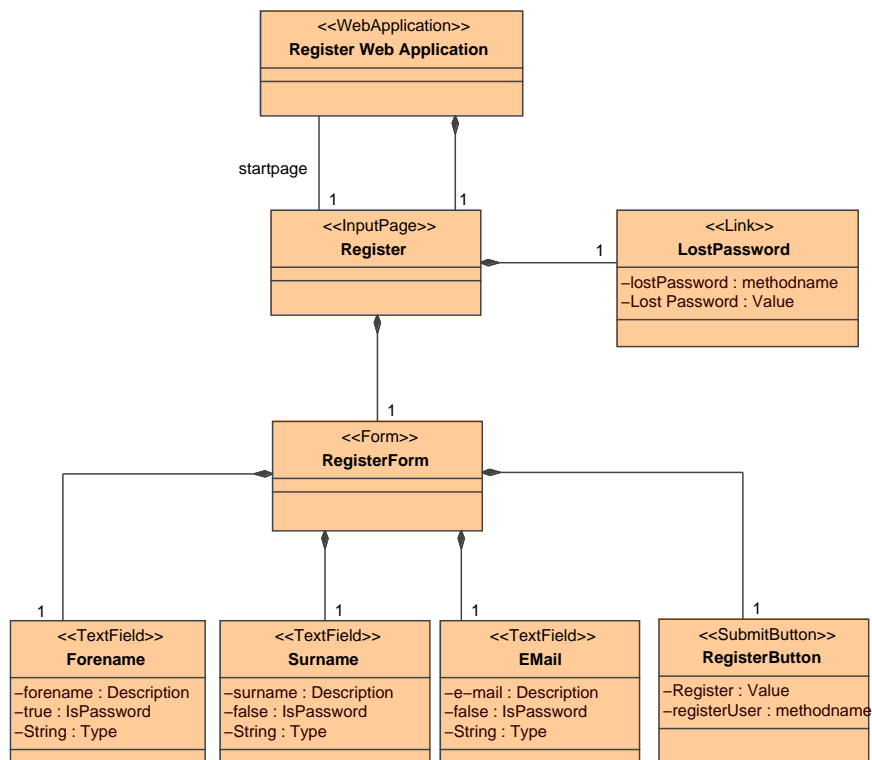 <<WebApplication>>
Register Web Application
startpage
1
1
<<InputPage>>
Register
1
<<Link>>
LostPassword
–lostPassword : methodname
–Lost Password : Value
1
<<Form>>
RegisterForm
1
1
1
1
<<TextField>>
Forename
–forename : Description
–true : IsPassword
–String : Type
<<TextField>>
Surname
–surname : Description
–false : IsPassword
–String : Type
<<TextField>>
EMail
–e–mail : Description
–false : IsPassword
–String : Type
<<SubmitButton>>
RegisterButton
–Register : Value
–registerUser : methodname